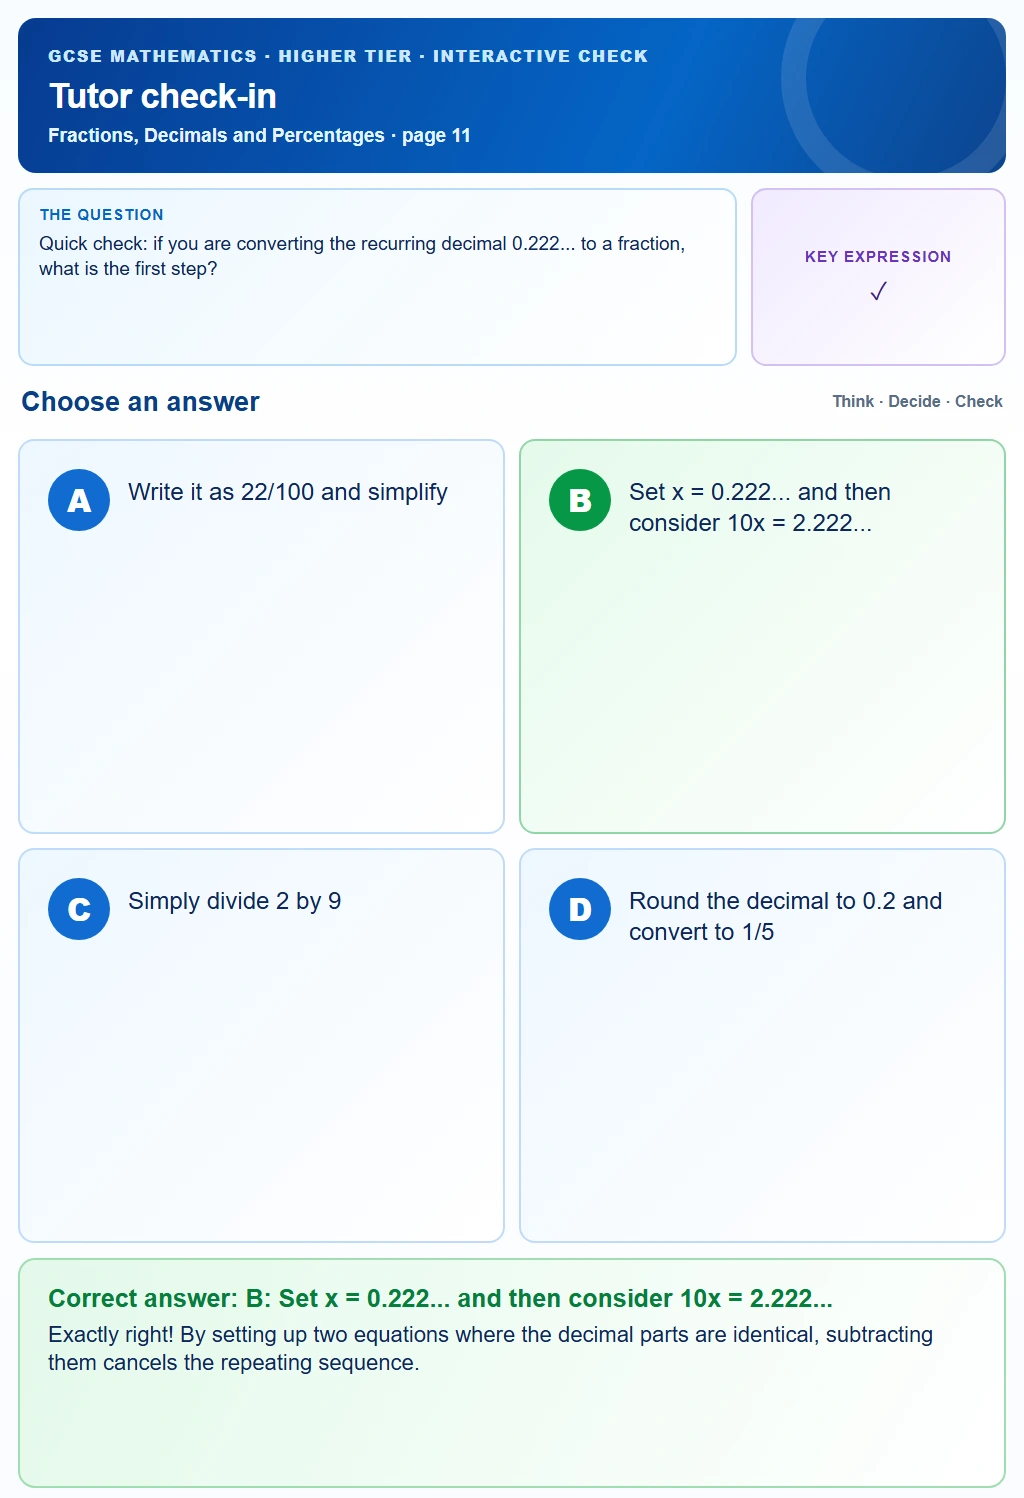 GCSE MATHEMATICS · HIGHER TIER · INTERACTIVE CHECK
Tutor check-in
Fractions, Decimals and Percentages · page 11
THE QUESTION
Quick check: if you are converting the recurring decimal 0.222... to a fraction,
what is the first step?
KEY EXPRESSION
✓
Choose an answer
Think · Decide · Check
A
Write it as 22/100 and simplify
B
Set x = 0.222... and then
consider 10x = 2.222...
C
Simply divide 2 by 9
D
Round the decimal to 0.2 and
convert to 1/5
Correct answer: B: Set x = 0.222... and then consider 10x = 2.222...
Exactly right! By setting up two equations where the decimal parts are identical, subtracting
them cancels the repeating sequence.